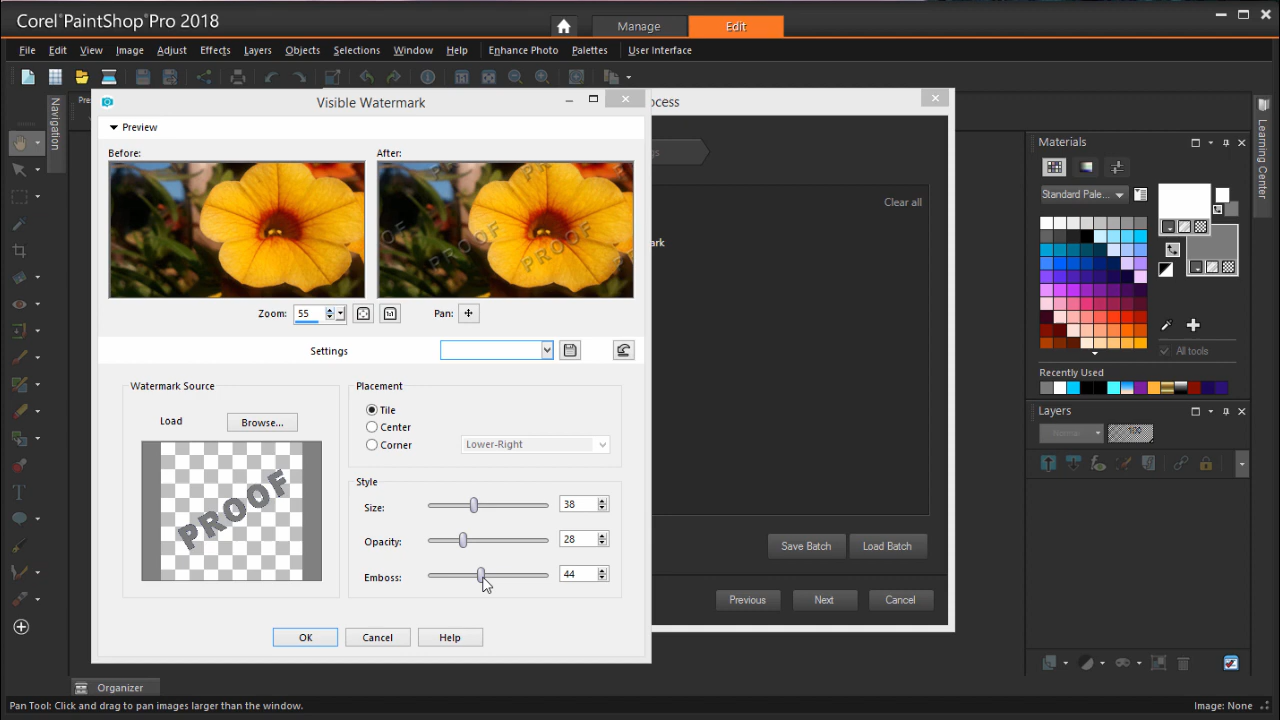 Corel PaintShop Pro 2018
Manage
Edit
File Edit View Image Adjust Effects Layers Objects Selections Window Help Enhance Photo Palettes User Interface
Navigation
Visible Watermark
Preview
Before:
After:
PROOF
PROOF
Zoom: 55
Pan:
Settings
Watermark Source
Load
Browse...
PROOF
Placement
Tile
Center
Corner
Lower-Right
Style
Size: 38
Opacity: 28
Emboss: 44
OK
Cancel
Help
Clear all
Save Batch
Load Batch
Previous
Next
Cancel
Materials
Standard Pale...
All tools
Recently Used
Layers
Normal
100
Learning Center
Organizer
Pan Tool: Click and drag to pan images larger than the window.
Image: None